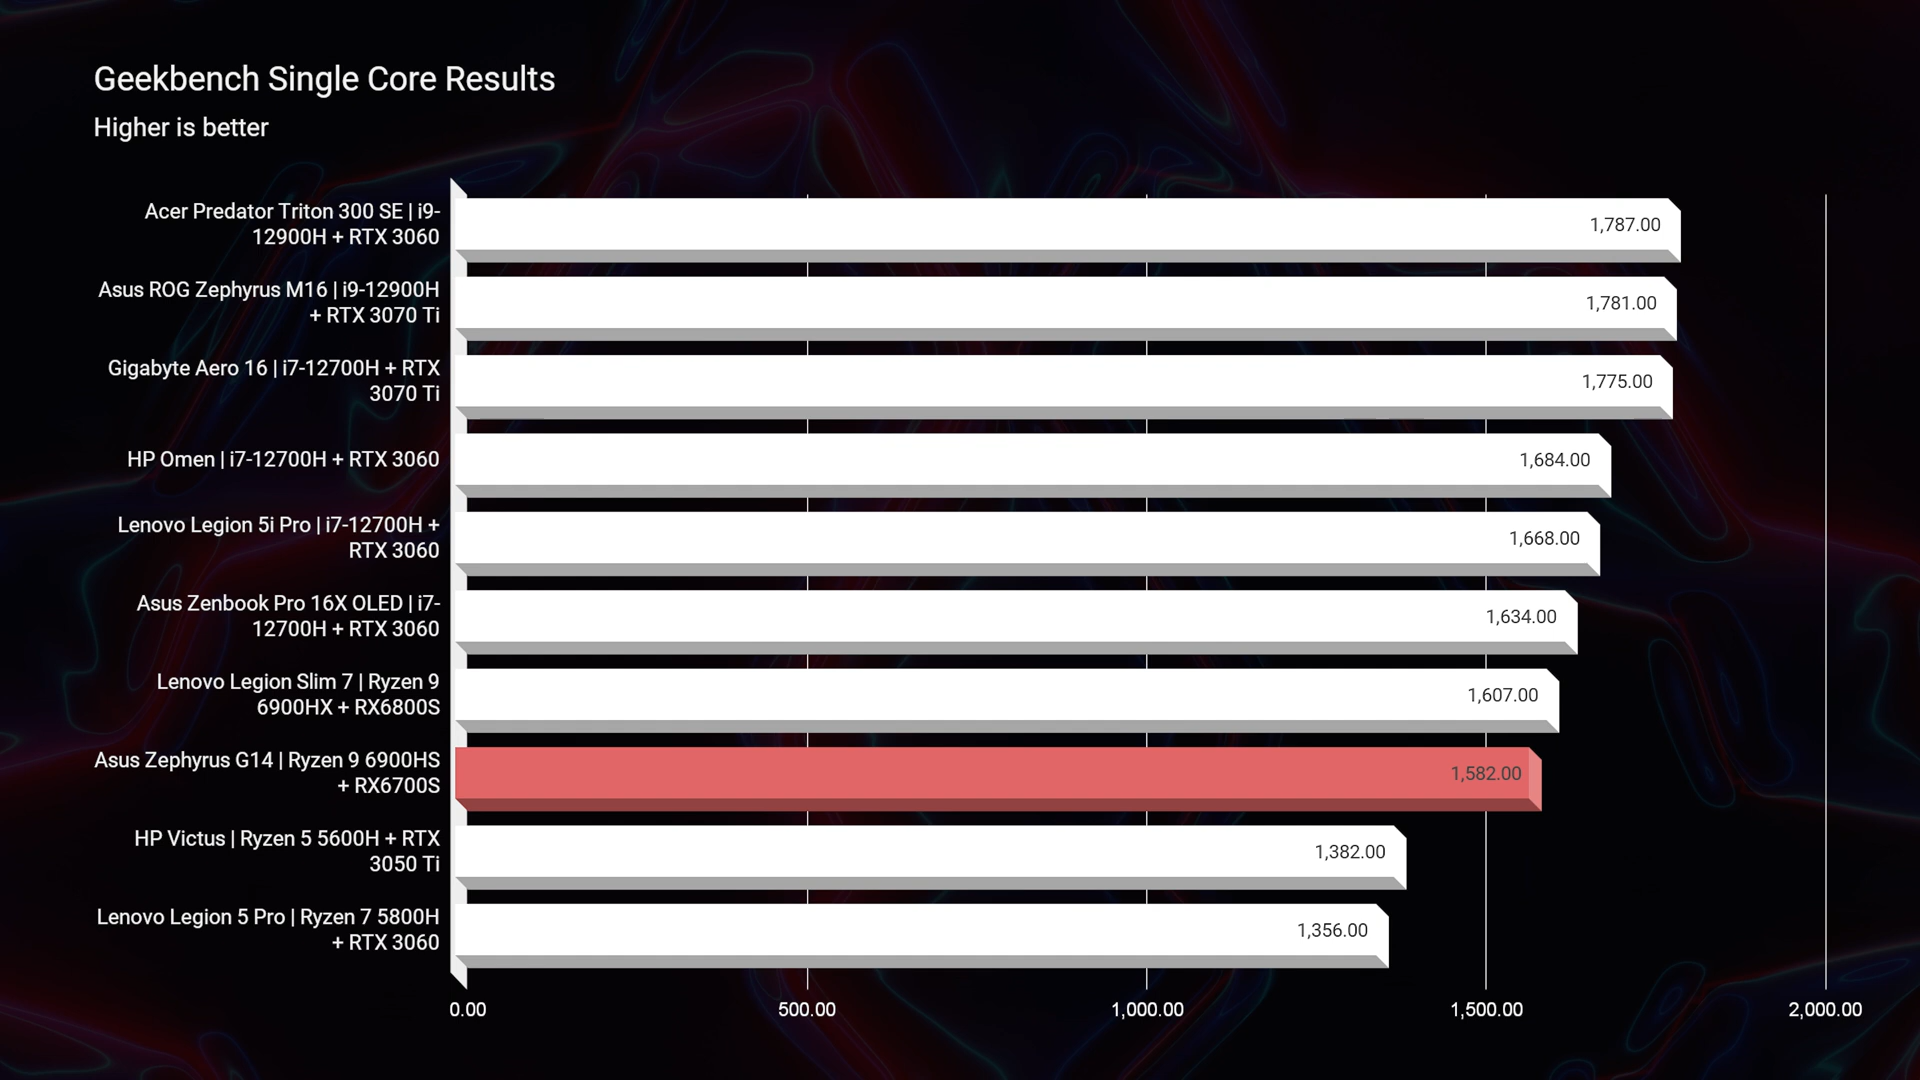 Geekbench Single Core Results
Higher is better
Acer Predator Triton 300 SE | i9-
12900H + RTX 3060
1,787.00
Asus ROG Zephyrus M16 | i9-12900H
+ RTX 3070 Ti
1,781.00
Gigabyte Aero 16 | i7-12700H + RTX
3070 Ti
1,775.00
HP Omen | i7-12700H + RTX 3060
1,684.00
Lenovo Legion 5i Pro | i7-12700H +
RTX 3060
1,668.00
Asus Zenbook Pro 16X OLED | i7-
12700H + RTX 3060
1,634.00
Lenovo Legion Slim 7 | Ryzen 9
6900HX + RX6800S
1,607.00
Asus Zephyrus G14 | Ryzen 9 6900HS
+ RX6700S
1,582.00
HP Victus | Ryzen 5 5600H + RTX
3050 Ti
1,382.00
Lenovo Legion 5 Pro | Ryzen 7 5800H
+ RTX 3060
1,356.00
0.00 500.00 1,000.00 1,500.00 2,000.00